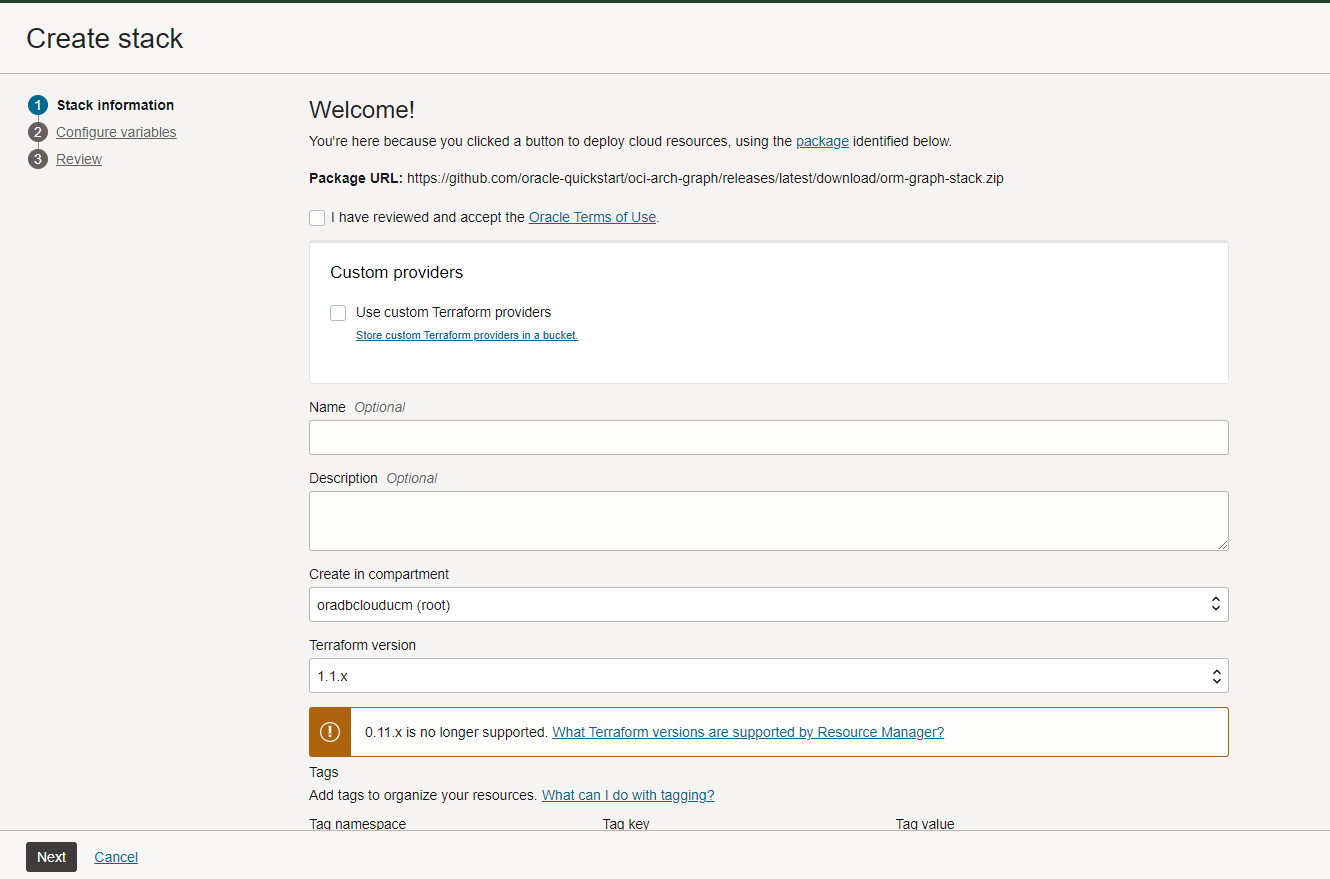 Create stack
1 Stack information
2 Configure variables
3 Review
Welcome!
You're here because you clicked a button to deploy cloud resources, using the package identified below.
Package URL: https://github.com/oracle-quickstart/oci-arch-graph/releases/latest/download/orm-graph-stack.zip
I have reviewed and accept the Oracle Terms of Use.
Custom providers
Use custom Terraform providers
Store custom Terraform providers in a bucket.
Name Optional
Description Optional
Create in compartment
oradbclouducm (root)
Terraform version
1.1.x
0.11.x is no longer supported. What Terraform versions are supported by Resource Manager?
Tags
Add tags to organize your resources. What can I do with tagging?
Tag namespace Tag key Tag value
Next Cancel